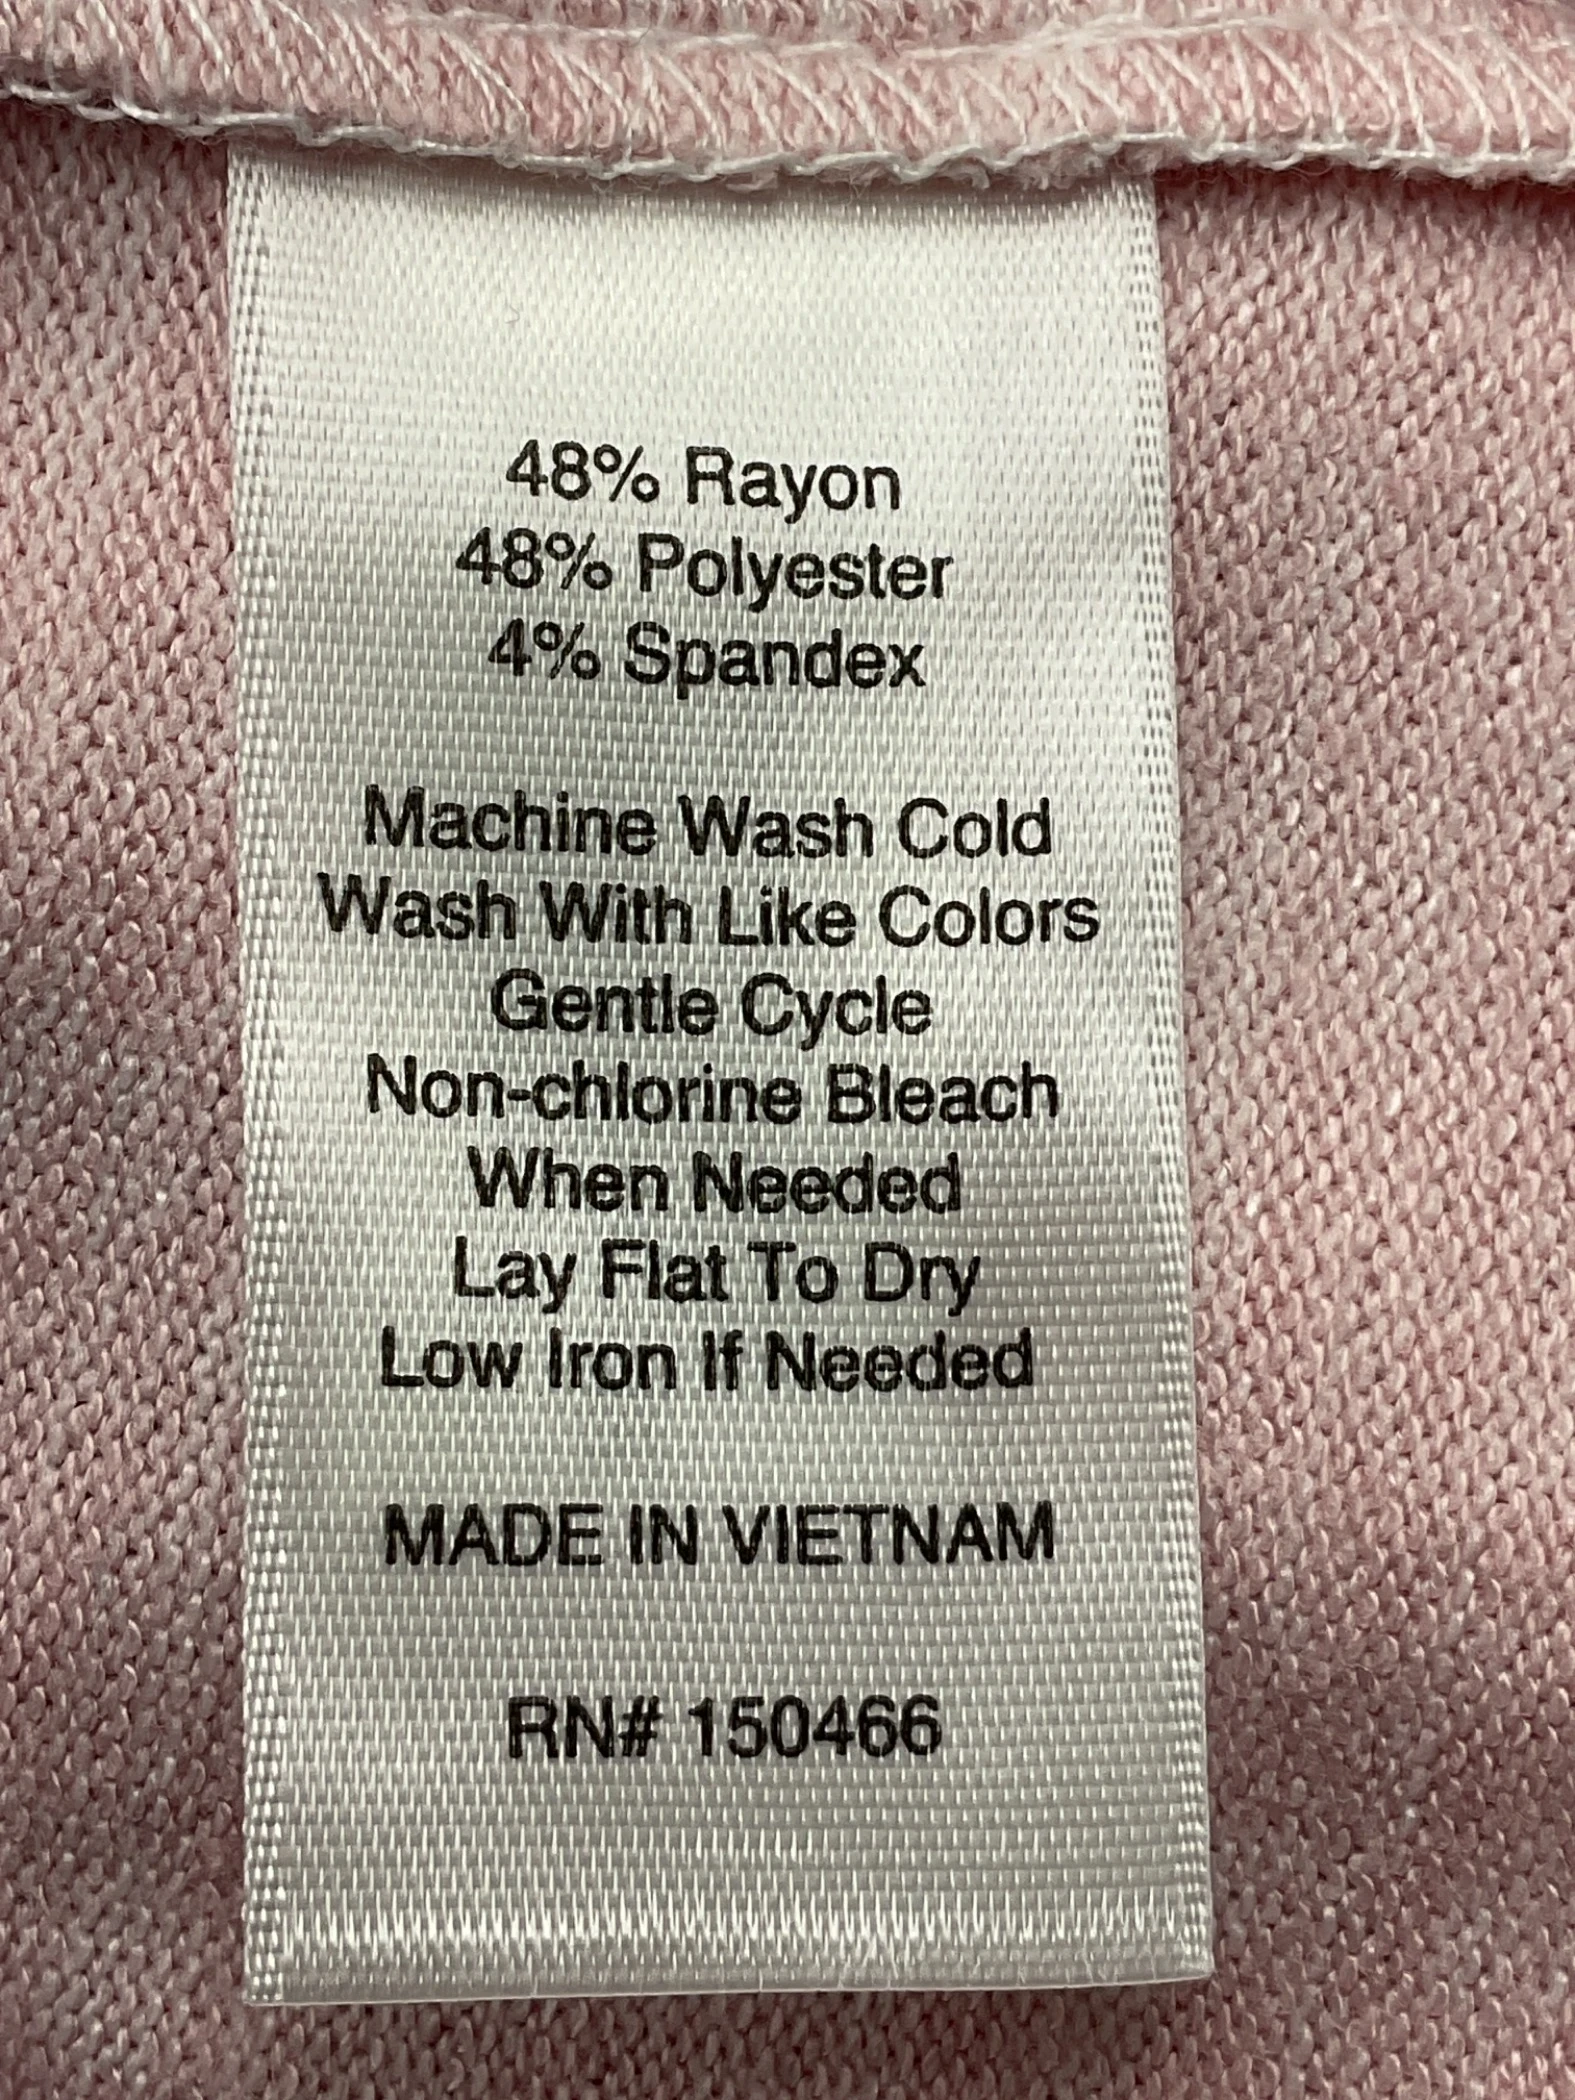 48% Rayon
48% Polyester
4% Spandex
Machine Wash Cold
Wash With Like Colors
Gentle Cycle
Non-chlorine Bleach
When Needed
Lay Flat To Dry
Low Iron If Needed
MADE IN VIETNAM
RN# 150466